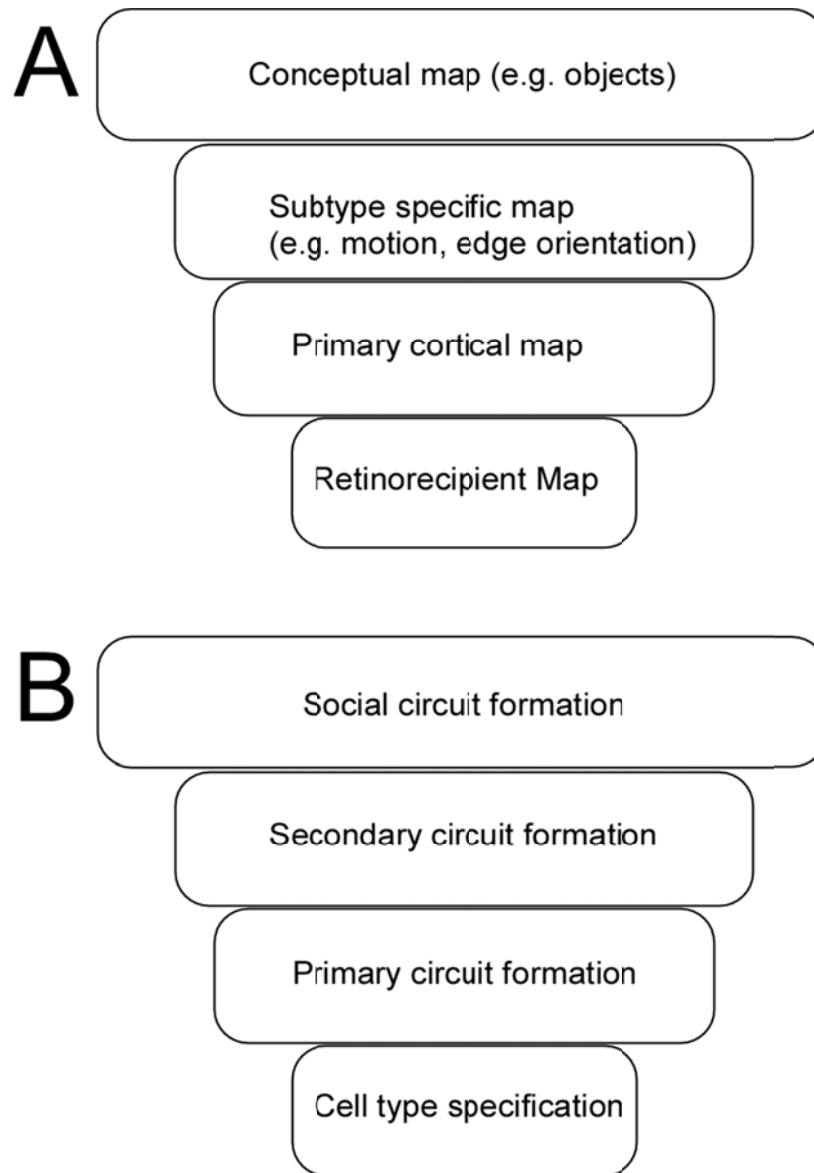 A
Conceptual map (e.g. objects)
Subtype specific map
(e.g. motion, edge orientation)
Primary cortical map
Retinorecipient Map
B
Social circuit formation
Secondary circuit formation
Primary circuit formation
Cell type specification